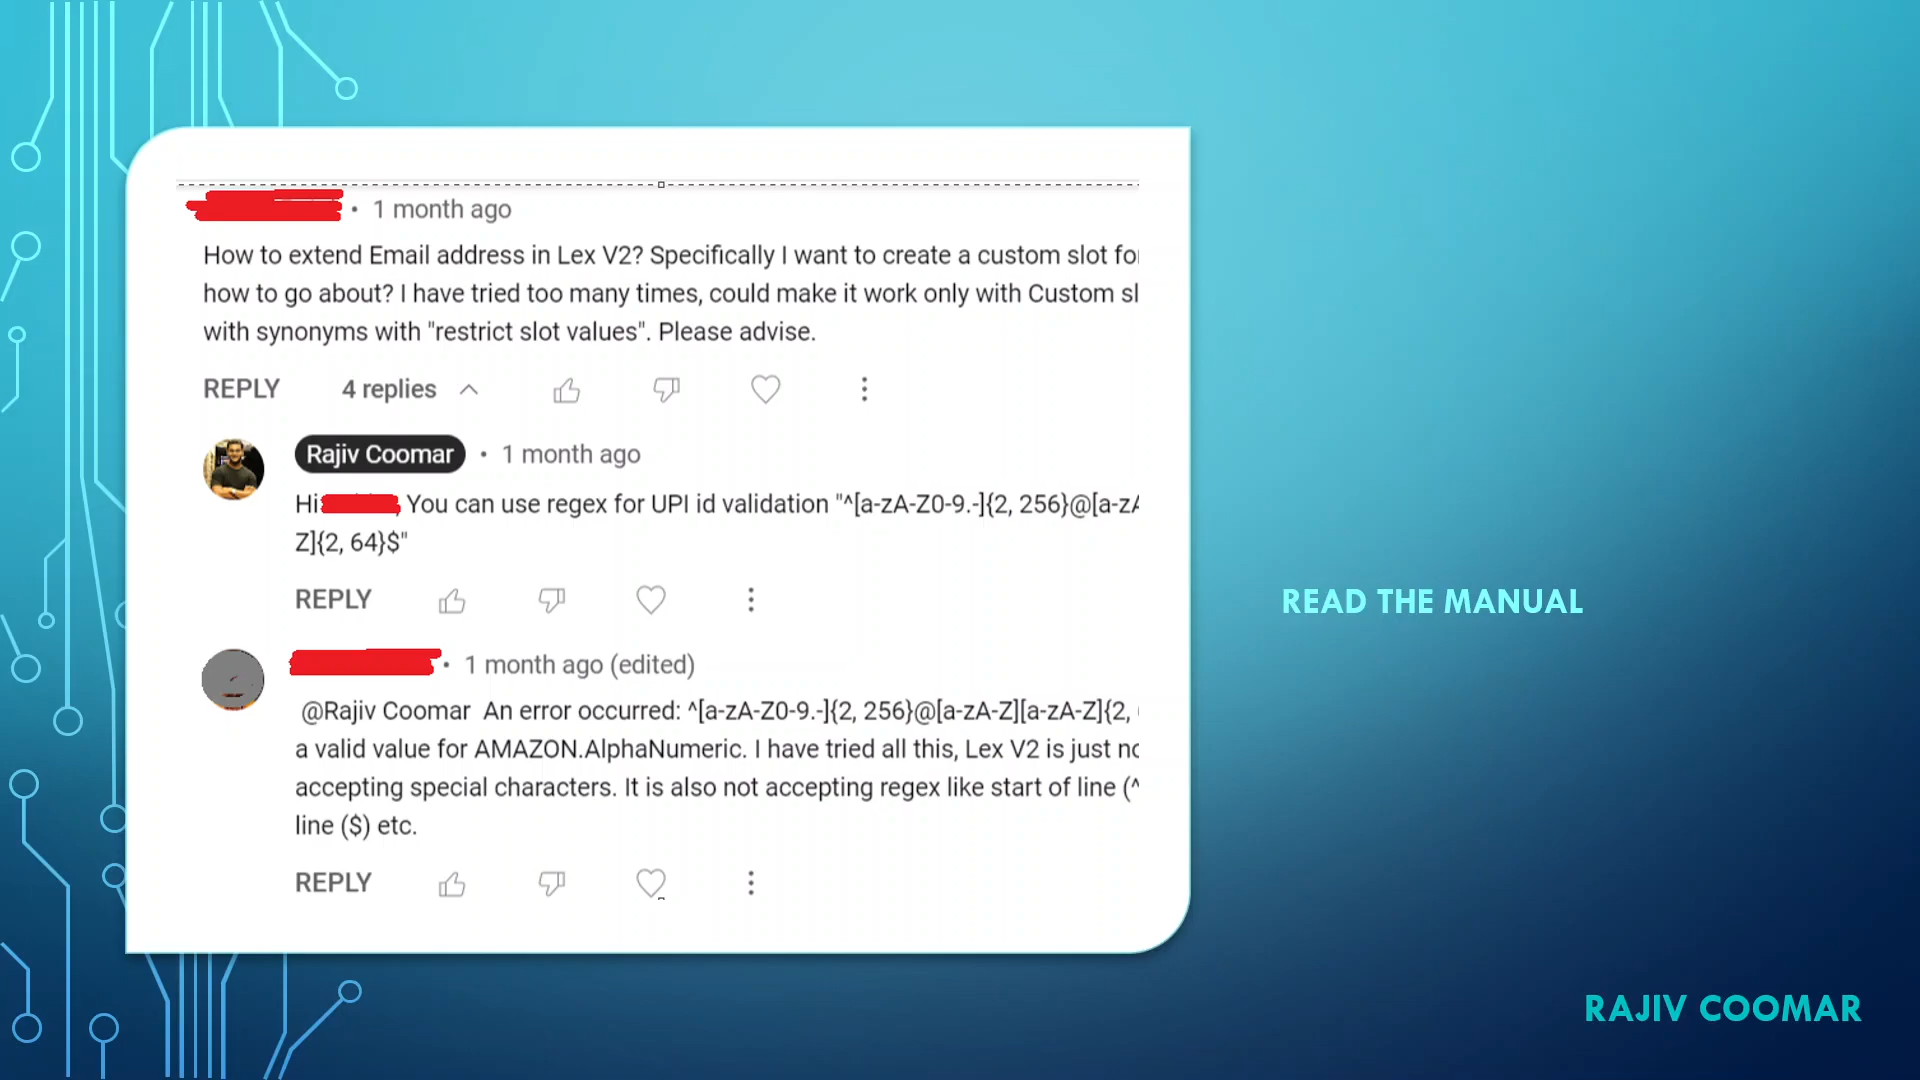 • 1 month ago
How to extend Email address in Lex V2? Specifically I want to create a custom slot for
how to go about? I have tried too many times, could make it work only with Custom sl
with synonyms with "restrict slot values". Please advise.
REPLY 4 replies
Rajiv Coomar • 1 month ago
Hi You can use regex for UPI id validation "^[a-zA-Z0-9.-]{2, 256}@[a-zA
Z]{2, 64}$"
REPLY
• 1 month ago (edited)
@Rajiv Coomar An error occurred: ^[a-zA-Z0-9.-]{2, 256}@[a-zA-Z][a-zA-Z]{2,
a valid value for AMAZON.AlphaNumeric. I have tried all this, Lex V2 is just no
accepting special characters. It is also not accepting regex like start of line (^
line ($) etc.
REPLY
READ THE MANUAL
RAJIV COOMAR